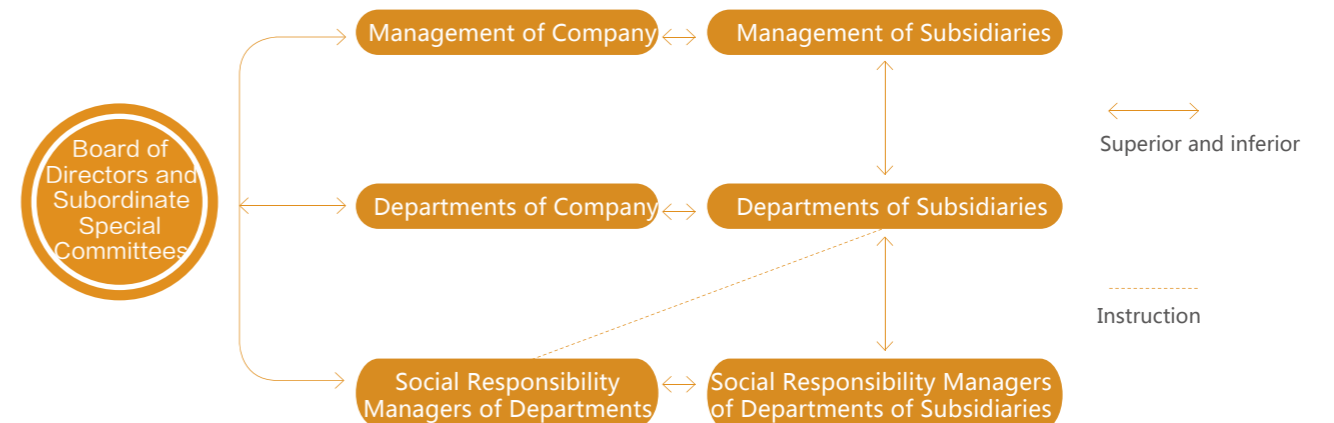 Management of Company
Management of Subsidiaries
Board of
Directors and
Subordinate
Special
Committees
Superior and inferior
Departments of Company
Departments of Subsidiaries
Instruction
Social Responsibility
Managers of Departments
Social Responsibility Managers
of Departments of Subsidiaries